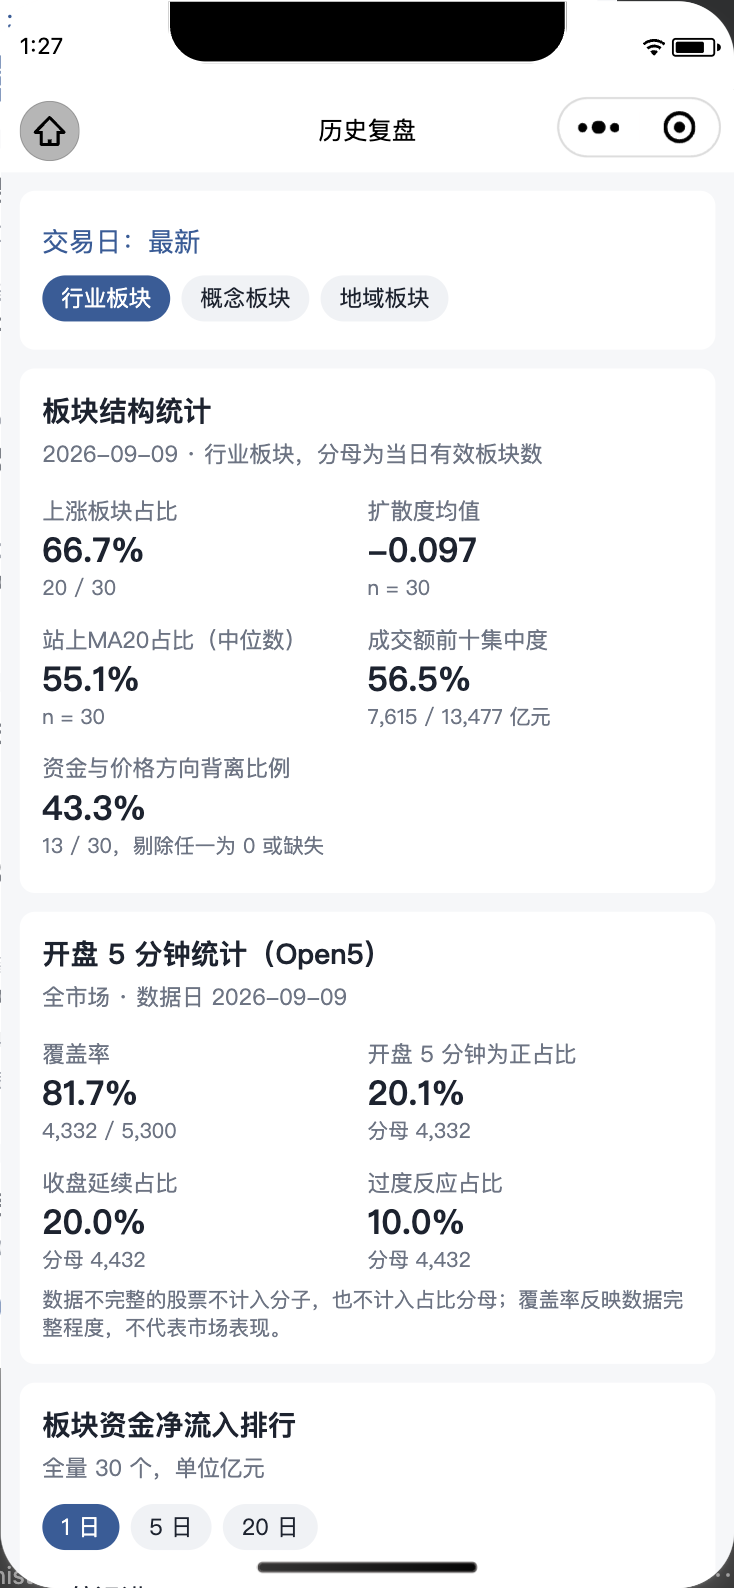 1:27
历史复盘
交易日：最新
行业板块 概念板块 地域板块
板块结构统计
2026-09-09 · 行业板块，分母为当日有效板块数
上涨板块占比 扩散度均值
66.7% -0.097
20 / 30 n = 30
站上MA20占比（中位数） 成交额前十集中度
55.1% 56.5%
n = 30 7,615 / 13,477 亿元
资金与价格方向背离比例
43.3%
13 / 30，剔除任一为 0 或缺失
开盘 5 分钟统计（Open5）
全市场 · 数据日 2026-09-09
覆盖率 开盘 5 分钟为正占比
81.7% 20.1%
4,332 / 5,300 分母 4,332
收盘延续占比 过度反应占比
20.0% 10.0%
分母 4,432 分母 4,432
数据不完整的股票不计入分子，也不计入占比分母；覆盖率反映数据完
整程度，不代表市场表现。
板块资金净流入排行
全量 30 个，单位亿元
1 日 5 日 20 日